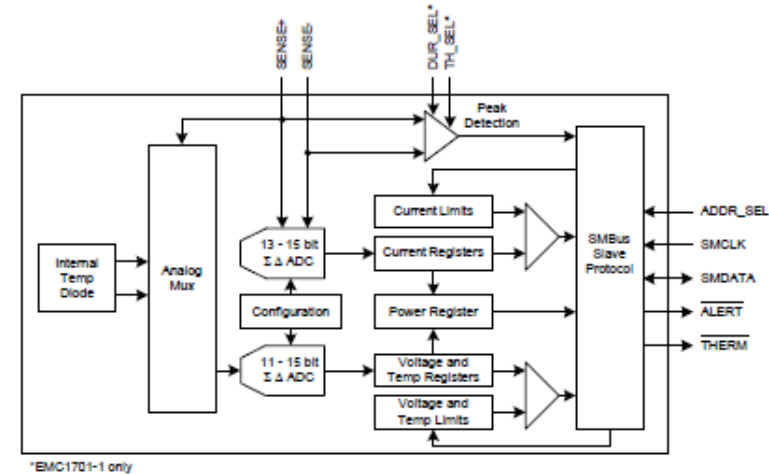 SENSE+
SENSE-
DUR_SEL*
TH_SEL*
Peak
Detection
Current Limits
ADDR_SEL
13 - 15 bit
Σ Δ ADC
Current Registers
SMBus
Slave
Protocol
SMCLK
Internal
Temp
Diode
Analog
Mux
SMDATA
Configuration
Power Register
ALERT
THERM
11 - 15 bit
Σ Δ ADC
Voltage and
Temp Registers
Voltage and
Temp Limits
*EMC1701-1 only